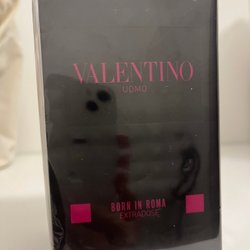 VALENTINO
UOMO
BORN IN ROMA
EXTRADOSE